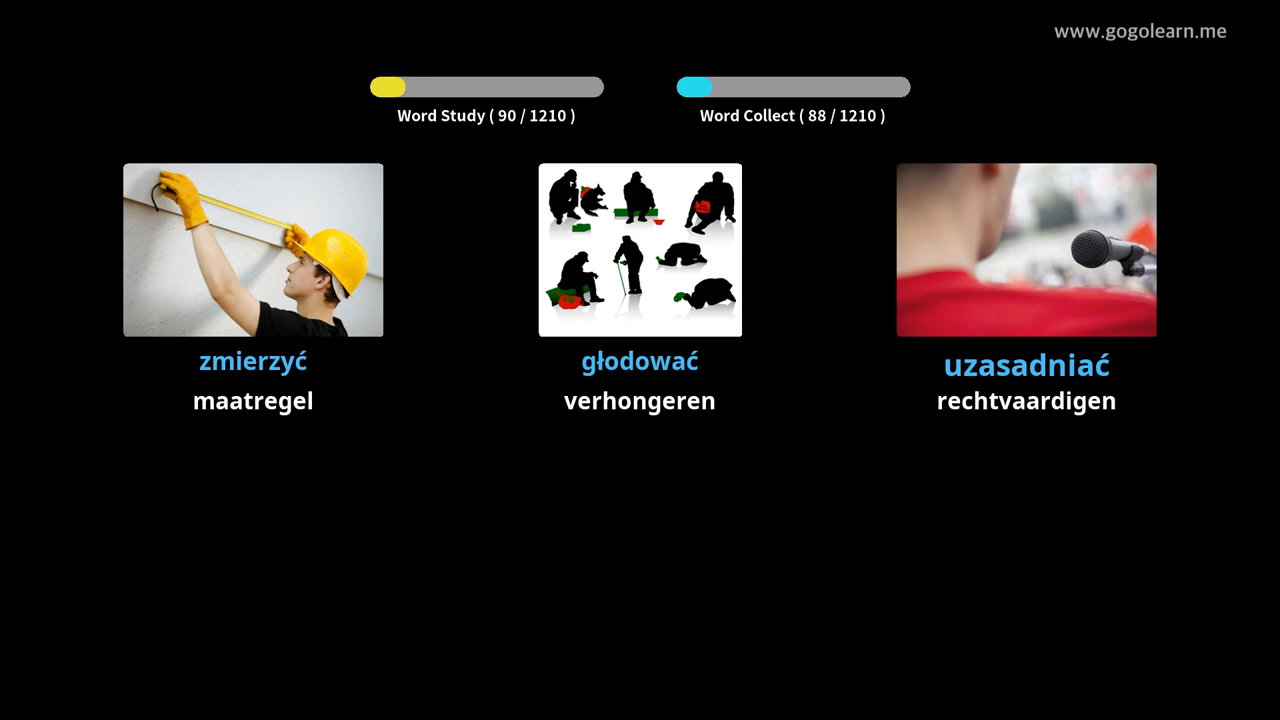 www.gogolearn.me
Word Study ( 90 / 1210 )
Word Collect ( 88 / 1210 )
zmierzyć
głodować
uzasadniać
maatregel
verhongeren
rechtvaardigen